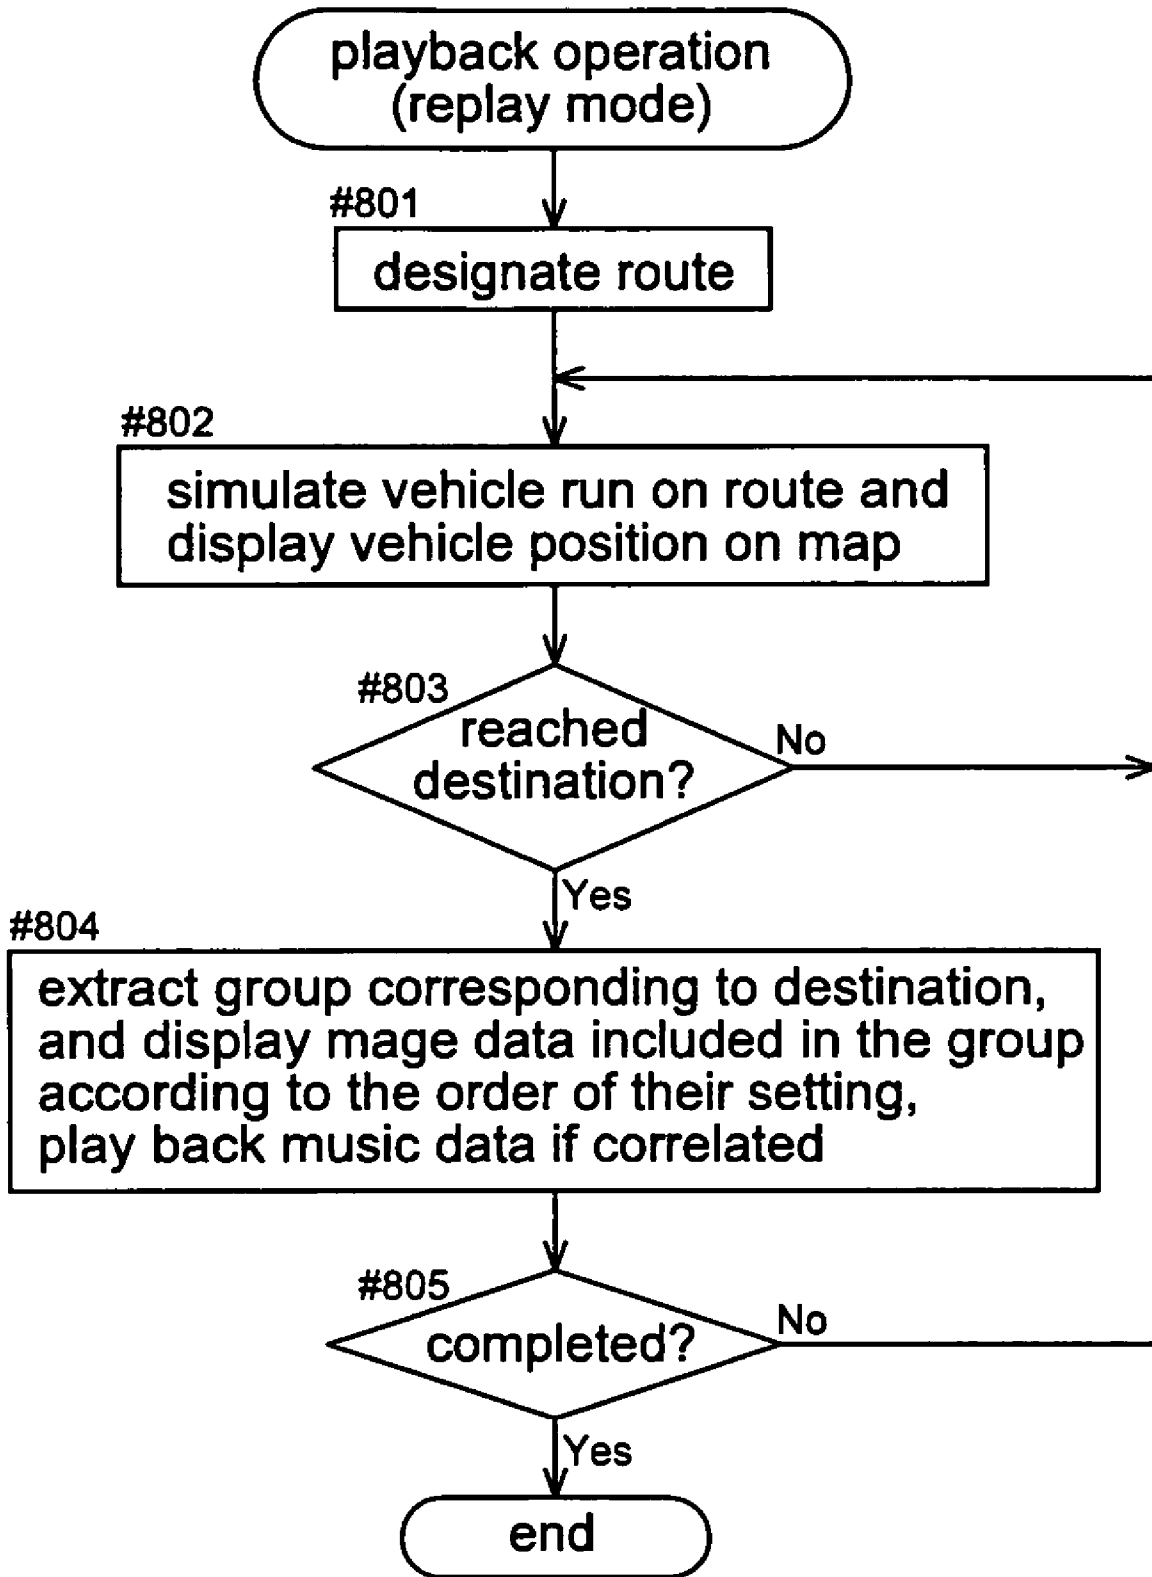 playback operation
(replay mode)
#801
designate route
#802
simulate vehicle run on route and
display vehicle position on map
#803
reached
destination?
No
Yes
#804
extract group corresponding to destination,
and display mage data included in the group
according to the order of their setting,
play back music data if correlated
#805
completed?
No
Yes
end